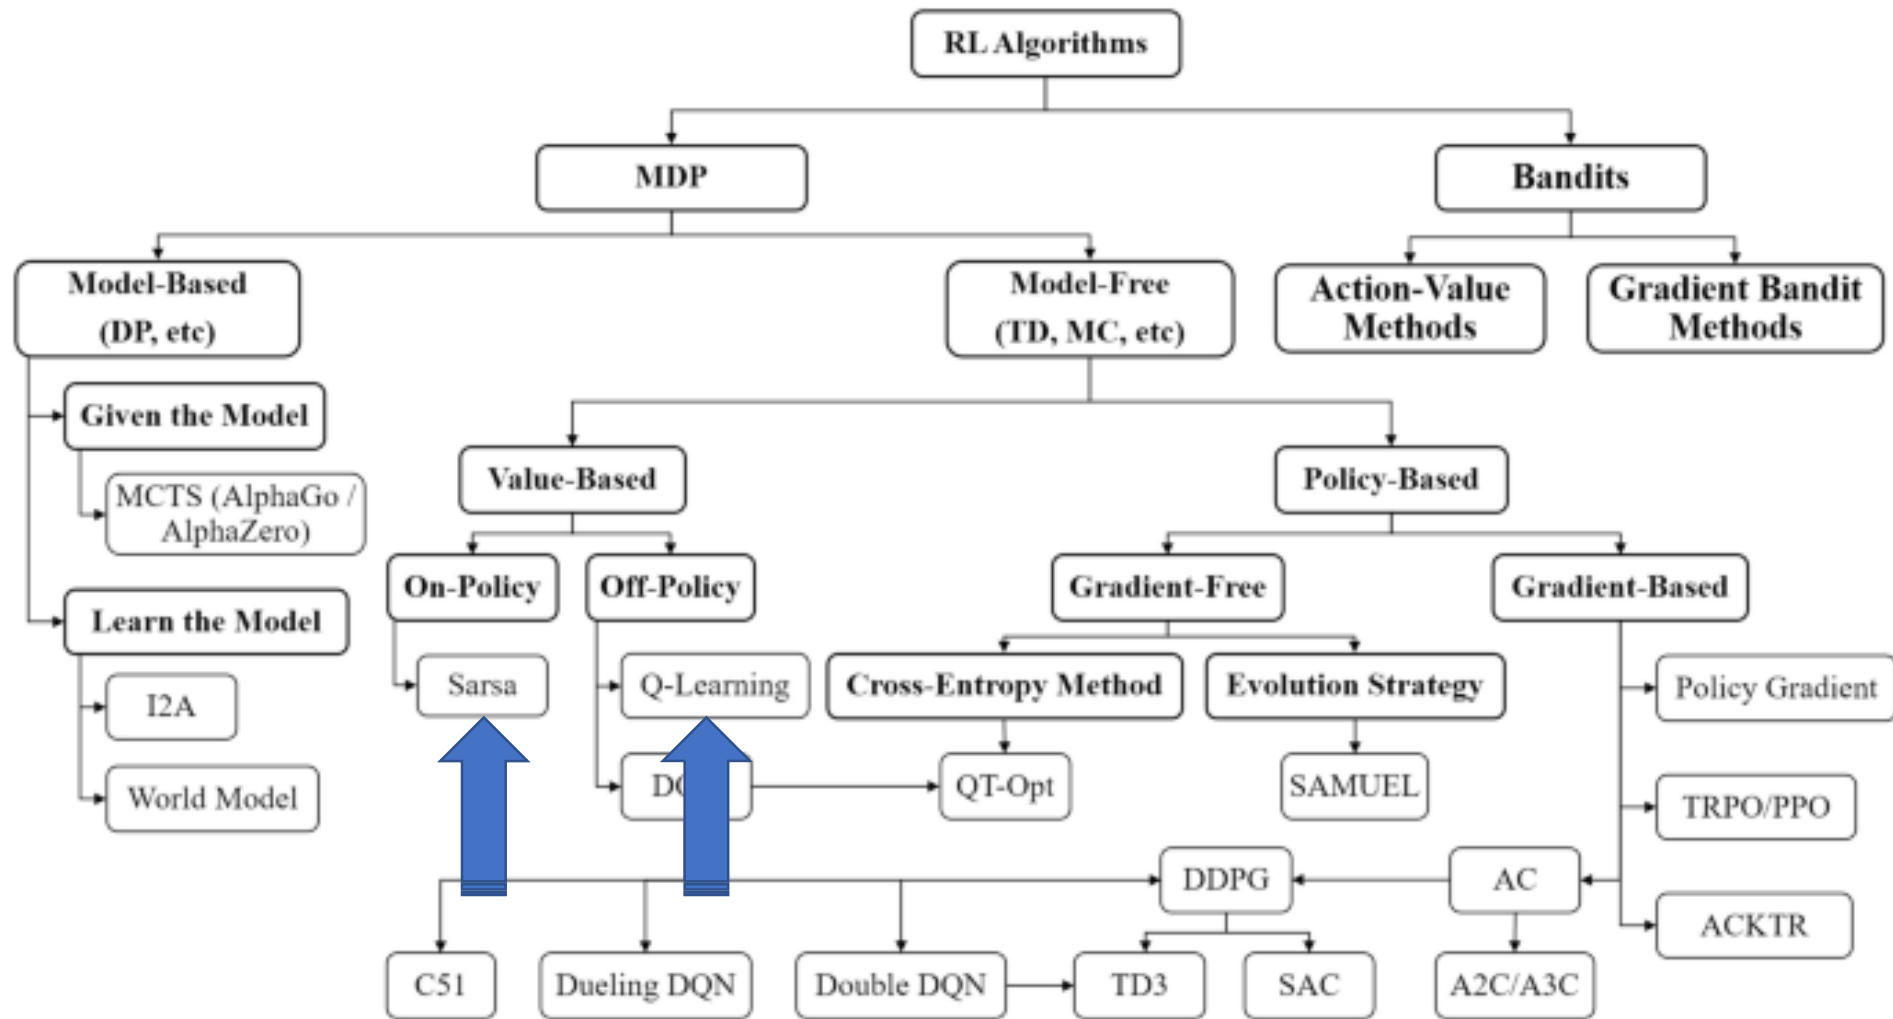 RL Algorithms
MDP
Bandits
Model-Based
(DP, etc)
Model-Free
(TD, MC, etc)
Action-Value
Methods
Gradient Bandit
Methods
Given the Model
MCTS (AlphaGo /
AlphaZero)
Learn the Model
I2A
World Model
Value-Based
Policy-Based
On-Policy
Off-Policy
Gradient-Free
Gradient-Based
Sarsa
Q-Learning
Cross-Entropy Method
Evolution Strategy
Policy Gradient
QT-Opt
SAMUEL
TRPO/PPO
DDPG
AC
ACKTR
C51
Dueling DQN
Double DQN
TD3
SAC
A2C/A3C